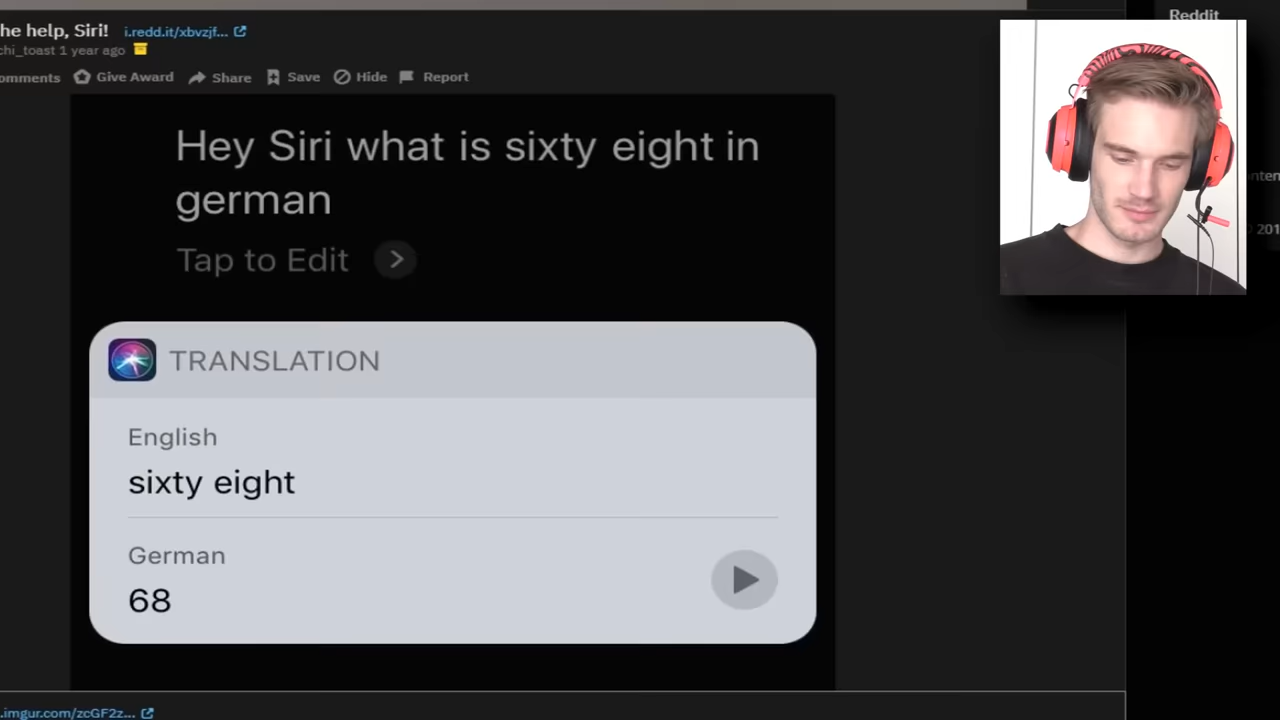 Reddit
he help, Siri! i.redd.it/xbvzjf...
chi_toast 1 year ago
omments Give Award Share Save Hide Report
Hey Siri what is sixty eight in
german
Tap to Edit
TRANSLATION
English
sixty eight
German
68
nten
201
.imgur.com/zcGF2z...